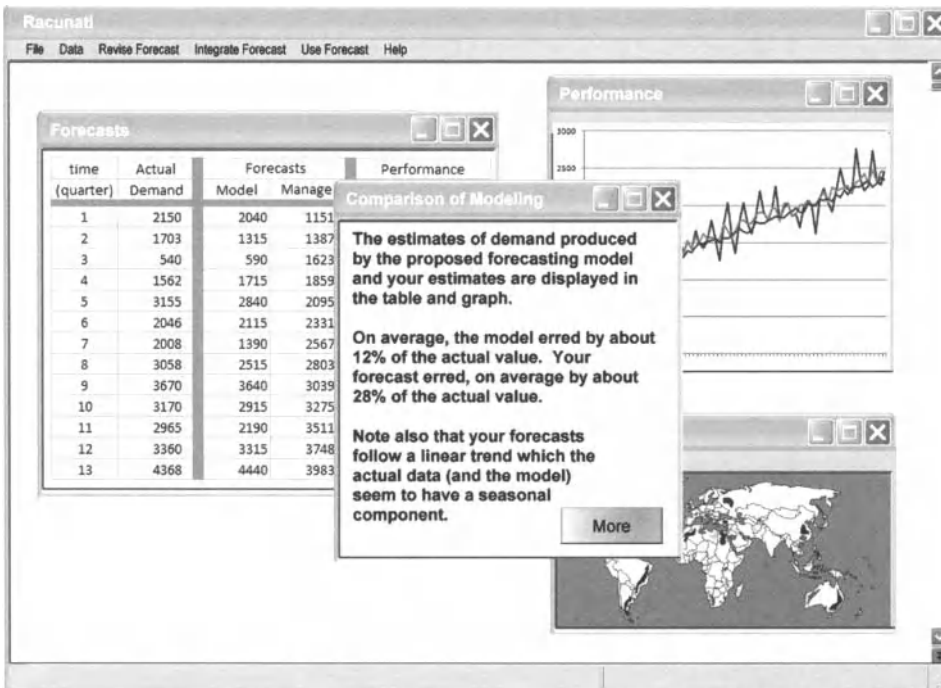 Racunati
File Data Revise Forecast Integrate Forecast Use Forecast Help
Performance
3000
2500
Forecasts
time Actual Forecasts Performance
(quarter) Demand Model Manage
1 2150 2040 1151
2 1703 1315 1387
3 540 590 1623
4 1562 1715 1859
5 3155 2840 2095
6 2046 2115 2331
7 2008 1390 2567
8 3058 2515 2803
9 3670 3640 3039
10 3170 2915 3275
11 2965 2190 3511
12 3360 3315 3748
13 4368 4440 3983
Comparison of Modeling
The estimates of demand produced
by the proposed forecasting model
and your estimates are displayed in
the table and graph.
On average, the model erred by about
12% of the actual value. Your
forecast erred, on average by about
28% of the actual value.
Note also that your forecasts
follow a linear trend which the
actual data (and the model)
seem to have a seasonal
component.
More